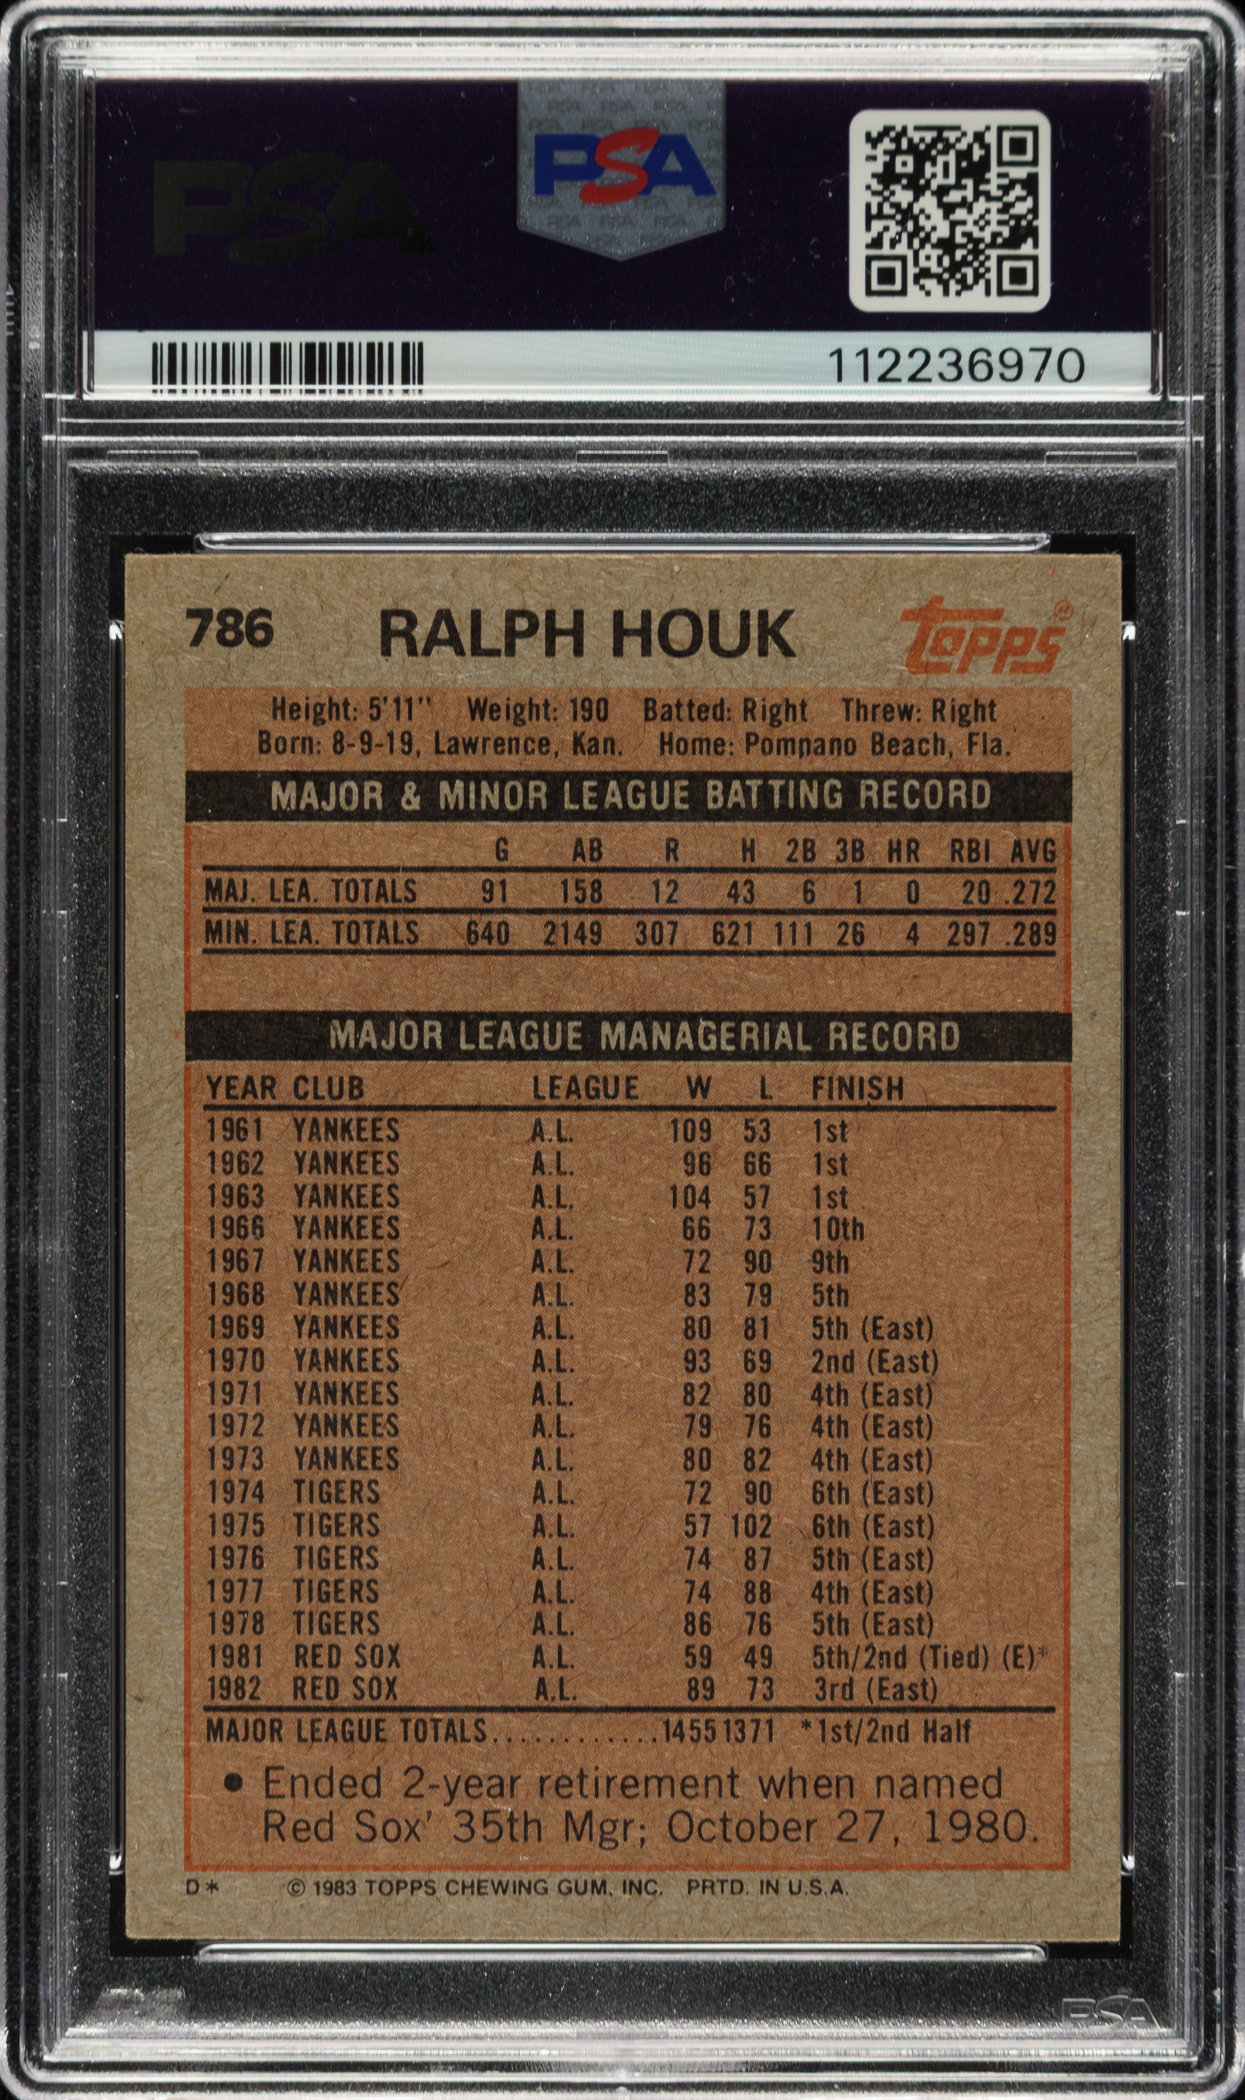 PSA
PSA
112236970
786 RALPH HOUK Topps
Height: 5'11" Weight: 190 Batted: Right Threw: Right
Born: 8-9-19, Lawrence, Kan. Home: Pompano Beach, Fla.
MAJOR & MINOR LEAGUE BATTING RECORD
G AB R H 2B 3B HR RBI AVG
MAJ. LEA. TOTALS 91 158 12 43 6 1 0 20 .272
MIN. LEA. TOTALS 640 2149 307 621 111 26 4 297 .289
MAJOR LEAGUE MANAGERIAL RECORD
YEAR CLUB LEAGUE W L FINISH
1961 YANKEES A.L. 109 53 1st
1962 YANKEES A.L. 96 66 1st
1963 YANKEES A.L. 104 57 1st
1966 YANKEES A.L. 66 73 10th
1967 YANKEES A.L. 72 90 9th
1968 YANKEES A.L. 83 79 5th
1969 YANKEES A.L. 80 81 5th (East)
1970 YANKEES A.L. 93 69 2nd (East)
1971 YANKEES A.L. 82 80 4th (East)
1972 YANKEES A.L. 79 76 4th (East)
1973 YANKEES A.L. 80 82 4th (East)
1974 TIGERS A.L. 72 90 6th (East)
1975 TIGERS A.L. 57 102 6th (East)
1976 TIGERS A.L. 74 87 5th (East)
1977 TIGERS A.L. 74 88 4th (East)
1978 TIGERS A.L. 86 76 5th (East)
1981 RED SOX A.L. 59 49 5th/2nd (Tied) (E)*
1982 RED SOX A.L. 89 73 3rd (East)
MAJOR LEAGUE TOTALS............1455 1371 *1st/2nd Half
• Ended 2-year retirement when named
Red Sox' 35th Mgr; October 27, 1980.
D* © 1983 TOPPS CHEWING GUM, INC. PRTD. IN U.S.A.
PSA